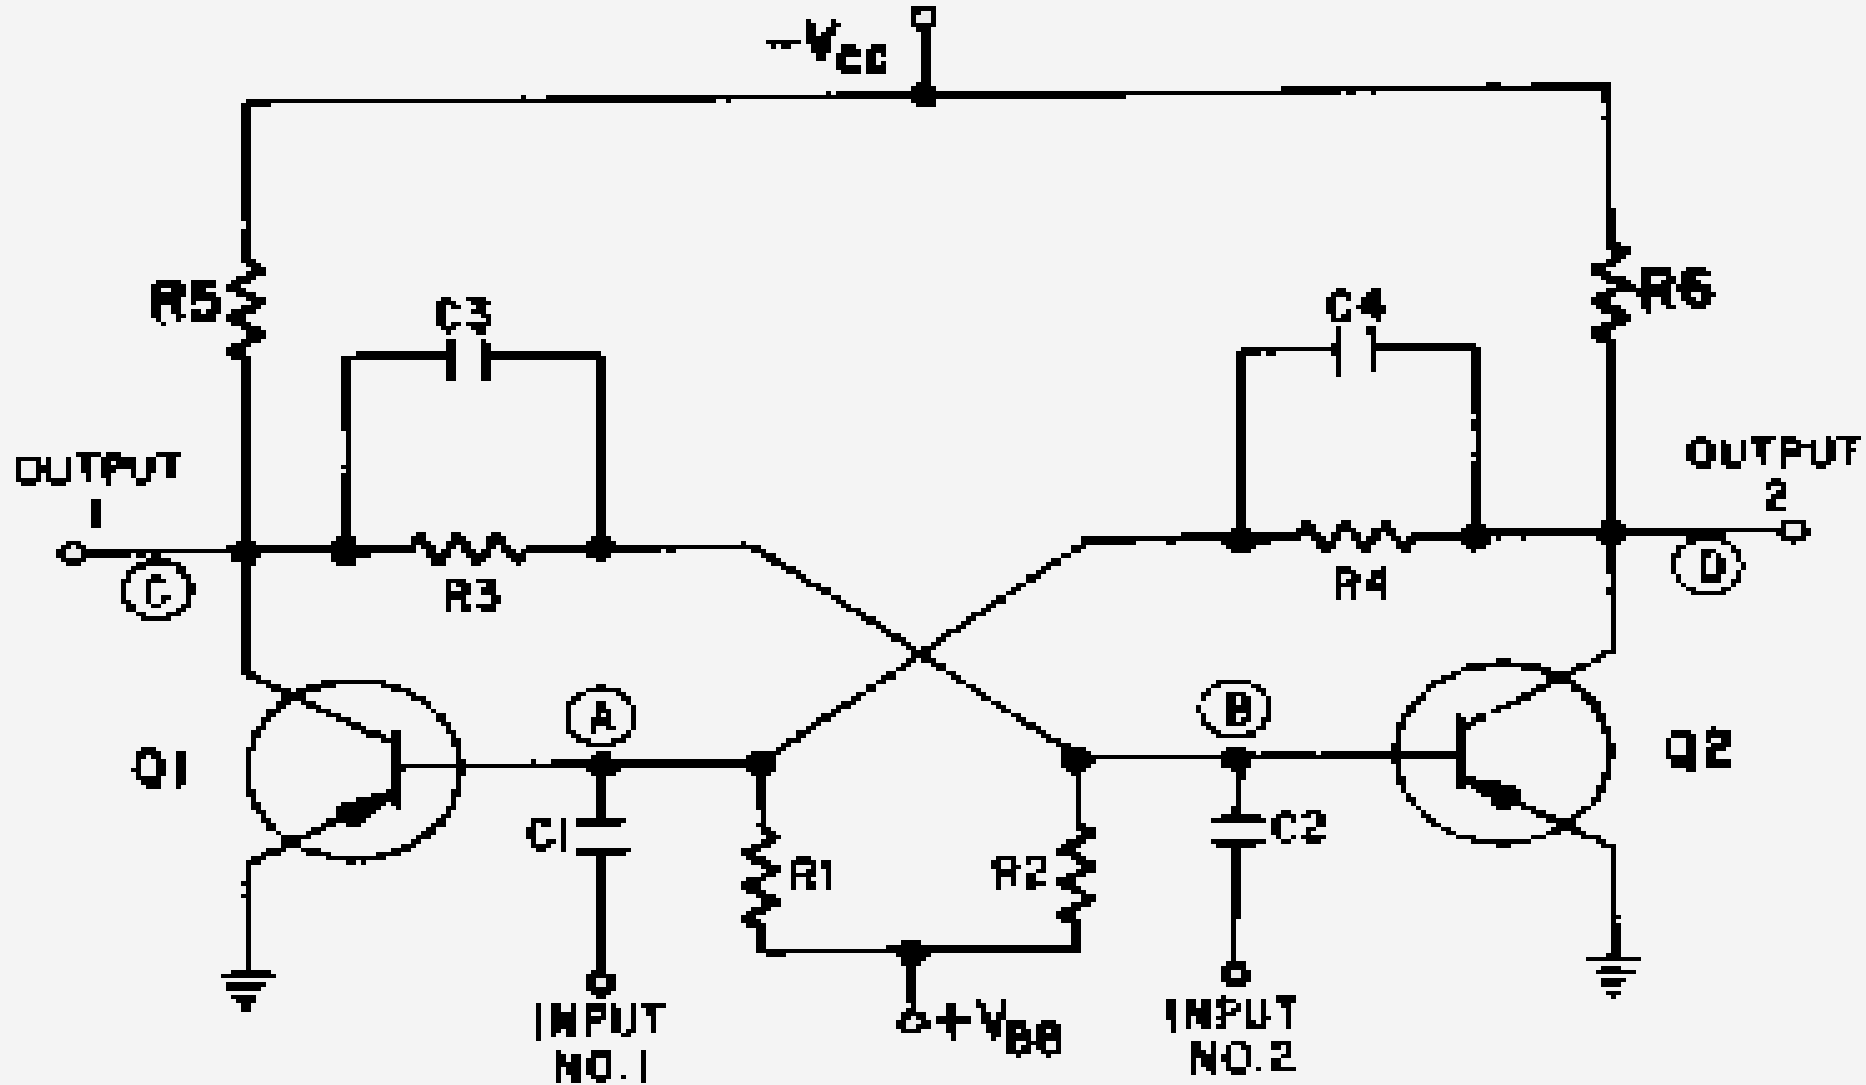 -VCC
R5
C3
C4
R6
OUTPUT
1
OUTPUT
2
C
R3
R4
D
Q1
A
B
Q2
C1
R1
R2
C2
INPUT
NO.1
+VBB
INPUT
NO.2